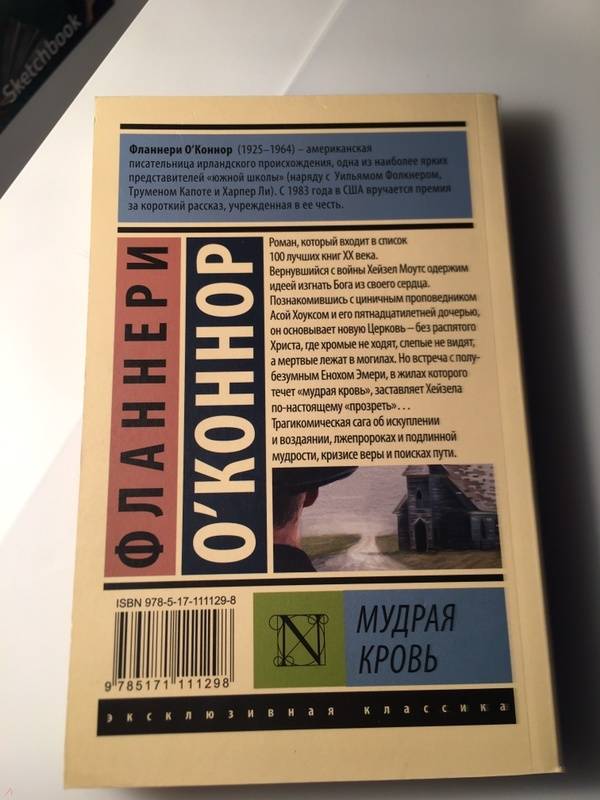 Sketchbook
Фланнери О'Коннор (1925–1964) – американская
писательница ирландского происхождения, одна из наиболее ярких
представителей «южной школы» (наряду с Уильямом Фолкнером,
Труменом Капоте и Харпер Ли). С 1983 года в США вручается премия
за короткий рассказ, учрежденная в ее честь.
ФЛАННЕРИ
О'КОННОР
Роман, который входит в список
100 лучших книг XX века.
Вернувшийся с войны Хейзел Моутс одержим
идеей изгнать Бога из своего сердца.
Познакомившись с циничным проповедником
Асой Хоуксом и его пятнадцатилетней дочерью,
он основывает новую Церковь – без распятого
Христа, где хромые не ходят, слепые не видят,
а мертвые лежат в могилах. Но встреча с полу-
безумным Енохом Эмери, в жилах которого
течет «мудрая кровь», заставляет Хейзела
по-настоящему «прозреть»…
Трагикомическая сага об искуплении
и воздаянии, лжепророках и подлинной
мудрости, кризисе веры и поисках пути.
ISBN 978-5-17-111129-8
9 785171 111298
N
МУДРАЯ
КРОВЬ
эксклюзивная классика